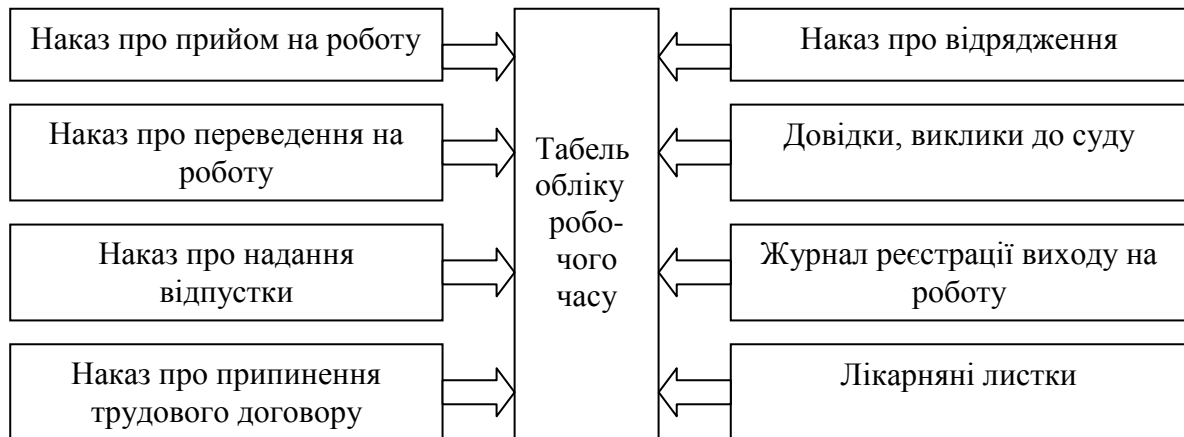 Наказ про прийом на роботу
Наказ про переведення на
роботу
Наказ про надання
відпустки
Наказ про припинення
трудового договору
Табель
обліку
робо-
чого
часу
Наказ про відрядження
Довідки, виклики до суду
Журнал реєстрації виходу на
роботу
Лікарняні листки